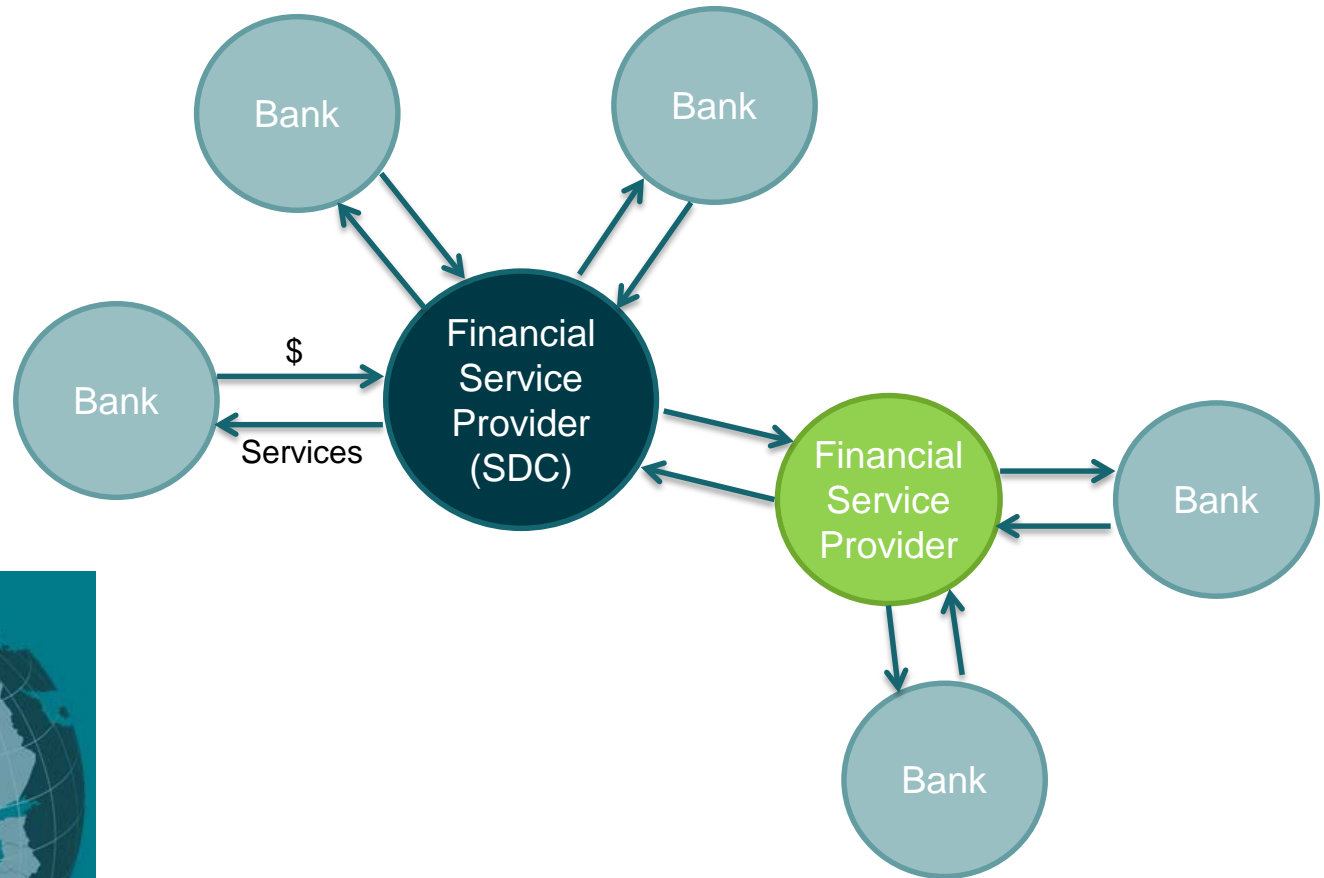 Bank
Bank
Bank
$
Services
Financial
Service
Provider
(SDC)
Financial
Service
Provider
Bank
Bank